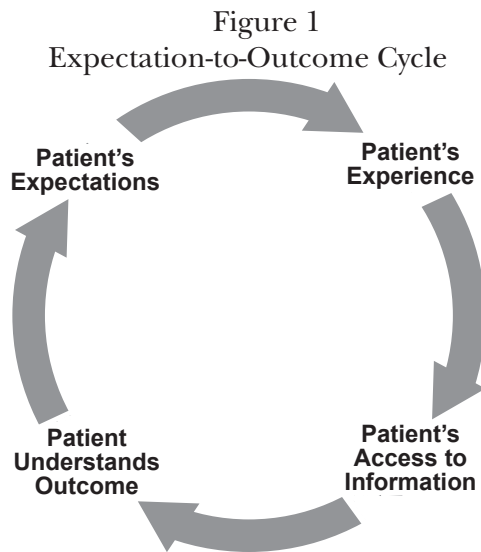 Figure 1
Expectation-to-Outcome Cycle
Patient's
Expectations
Patient's
Experience
Patient's
Access to
Information
Patient
Understands
Outcome